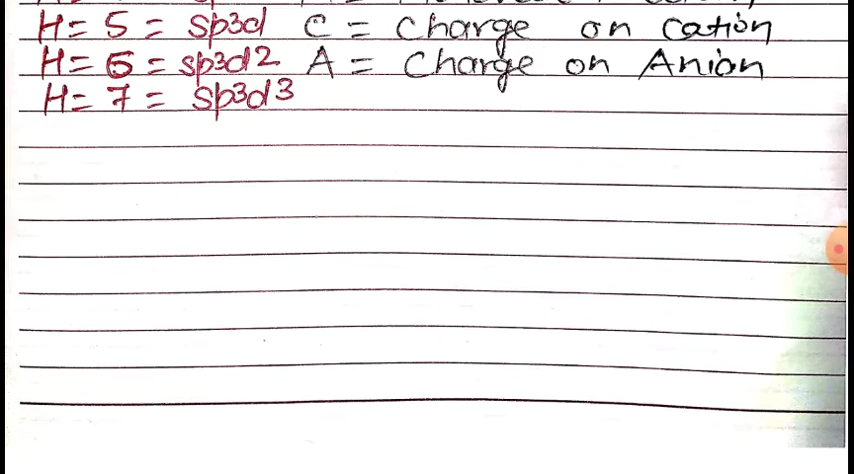 H = 5 = sp3d C = Charge on cation
H = 6 = sp3d2 A = Charge on Anion
H = 7 = sp3d3